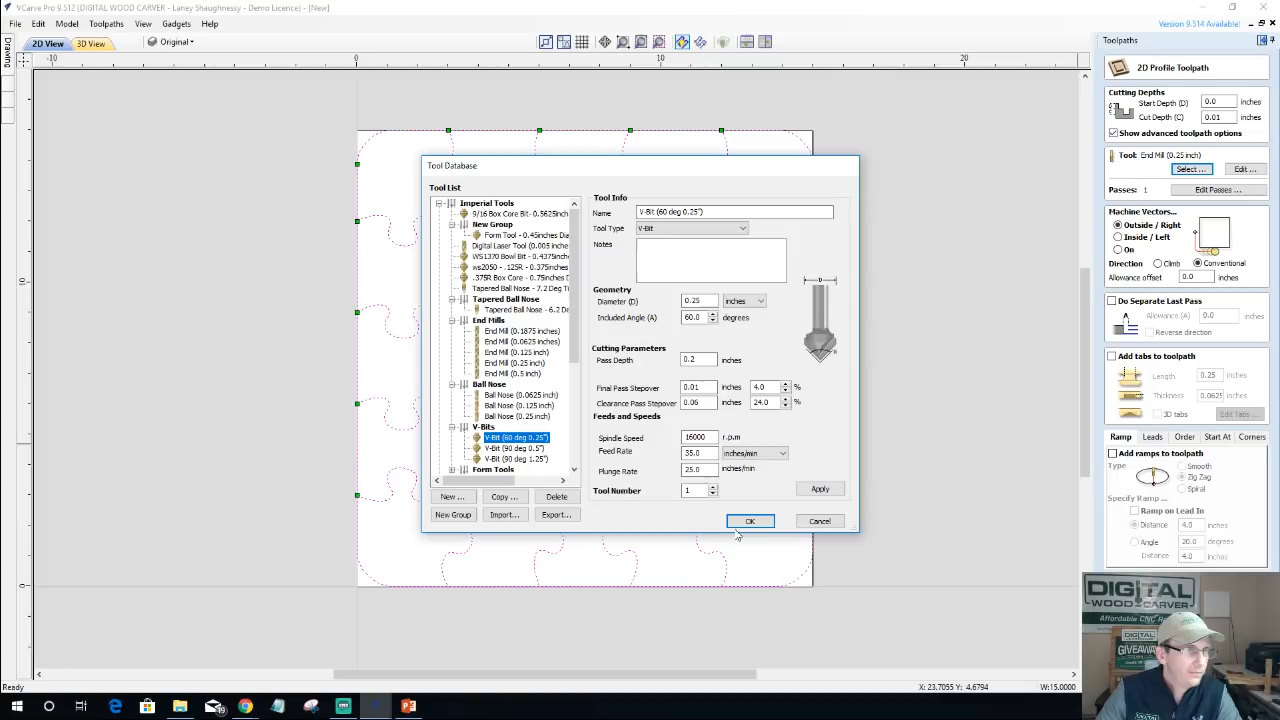 VCarve Pro 9.512 (DIGITAL WOOD CARVER) - Laney Shaughnessy - Demo Licence] - [New]
File Edit Model Toolpaths View Gadgets Help
Version 9.514 Available!
2D View 3D View Original
Drawing
-10 0 10 20
10
0
Tool Database
Tool List
Imperial Tools
9/16 Box Core Bit- 0.5625inch
New Group
Form Tool - 0.45inches Dia
Digital Laser Tool (0.005 inch
WS1370 Bowl Bit - 0.4375inch
ws2050 - .125R - 0.375inches
.375R Box Core - 0.75inches
Tapered Ball Nose - 7.2 Deg T
Tapered Ball Nose
Tapered Ball Nose - 6.2 D
End Mills
End Mill (0.1875 inches)
End Mill (0.0625 inches)
End Mill (0.125 inch)
End Mill (0.25 inch)
End Mill (0.5 inch)
Ball Nose
Ball Nose (0.0625 inch)
Ball Nose (0.125 inch)
Ball Nose (0.25 inch)
V-Bits
V-Bit (60 deg 0.25")
V-Bit (90 deg 0.5")
V-Bit (90 deg 1.25")
Form Tools
New ... Copy ... Delete
New Group Import... Export...
Tool Info
Name V-Bit (60 deg 0.25")
Tool Type V-Bit
Notes
Geometry
Diameter (D) 0.25 inches
Included Angle (A) 60.0 degrees
D
Cutting Parameters
Pass Depth 0.2 inches
Final Pass Stepover 0.01 inches 4.0 %
Clearance Pass Stepover 0.06 inches 24.0 %
Feeds and Speeds
Spindle Speed 16000 r.p.m
Feed Rate 35.0 inches/min
Plunge Rate 25.0 inches/min
Tool Number 1
Apply
OK Cancel
Toolpaths
2D Profile Toolpath
Cutting Depths
Start Depth (D) 0.0 inches
Cut Depth (C) 0.01 inches
Show advanced toolpath options
Tool: End Mill (0.25 inch)
Select ... Edit ...
Passes: 1 Edit Passes ...
Machine Vectors...
Outside / Right
Inside / Left
On
Direction Climb Conventional
Allowance offset 0.0 inches
Do Separate Last Pass
Allowance (A) 0.0 inches
Reverse direction
Add tabs to toolpath
Length 0.25 inches
Thickness 0.0625 inches
3D tabs Edit Tabs ...
Ramp Leads Order Start At Corners
Add ramps to toolpath
Type Smooth
Zig Zag
Spiral
Specify Ramp...
Ramp on Lead In
Distance 4.0 inches
Angle 20.0 degrees
Distance 4.0 inches
DIGITAL
WOOD CARVER
Affordable CNC
DIGITAL
GIVEAWAY
Ready
X: 23.7055 Y: 4.6794
W:15.0000